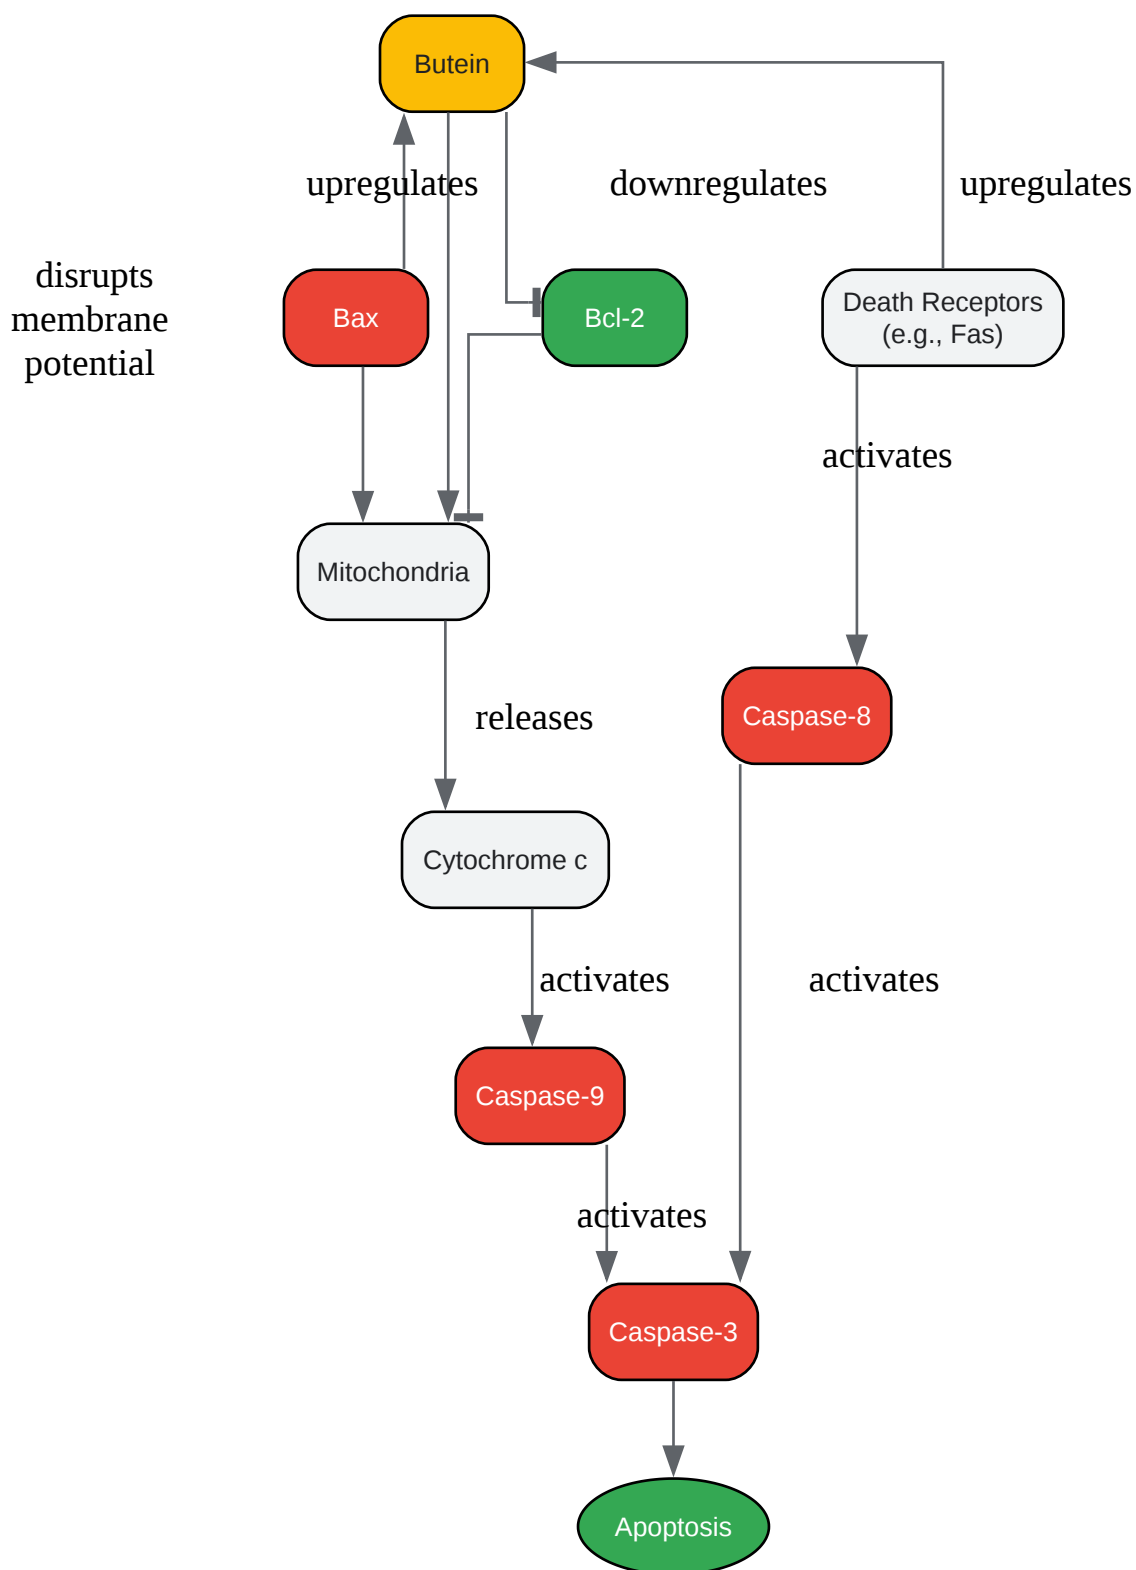 Butein
upregulates
downregulates
upregulates
disrupts
membrane
potential
Bax
Bcl-2
Death Receptors
(e.g., Fas)
activates
Mitochondria
releases
Caspase-8
Cytochrome c
activates
activates
Caspase-9
activates
Caspase-3
Apoptosis